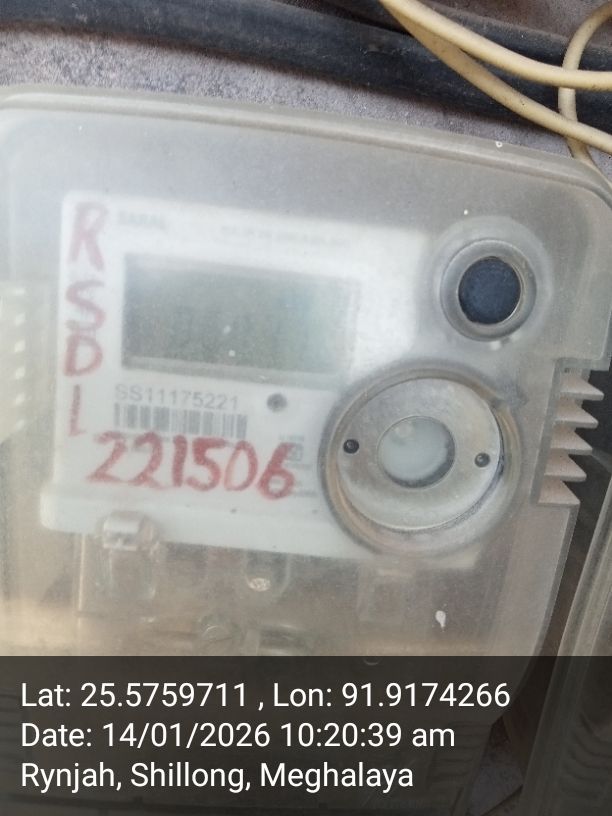 SARAL
R
S
D
I
SS11175221
221506
Lat: 25.5759711 , Lon: 91.9174266
Date: 14/01/2026 10:20:39 am
Rynjah, Shillong, Meghalaya